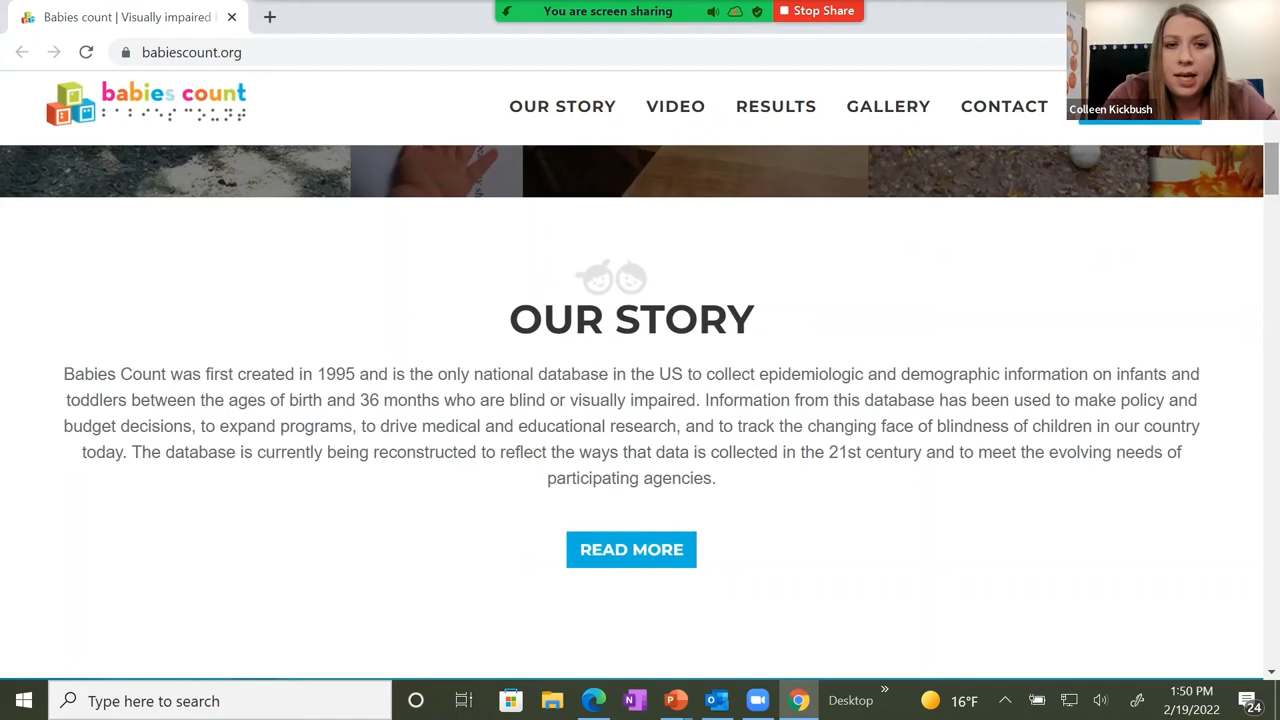 Babies count | Visually impaired
You are screen sharing
Stop Share
babiescount.org
babies count
OUR STORY
VIDEO
RESULTS
GALLERY
CONTACT
Colleen Kickbush
OUR STORY
Babies Count was first created in 1995 and is the only national database in the US to collect epidemiologic and demographic information on infants and
toddlers between the ages of birth and 36 months who are blind or visually impaired. Information from this database has been used to make policy and
budget decisions, to expand programs, to drive medical and educational research, and to track the changing face of blindness of children in our country
today. The database is currently being reconstructed to reflect the ways that data is collected in the 21st century and to meet the evolving needs of
participating agencies.
READ MORE
Type here to search
Desktop
16°F
1:50 PM
2/19/2022
24